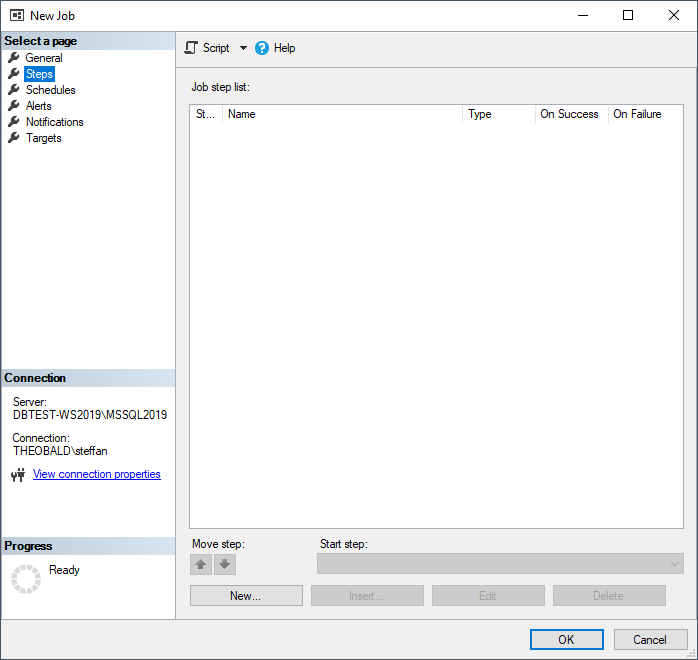 New Job
Select a page
General
Steps
Schedules
Alerts
Notifications
Targets
Connection
Server:
DBTEST-WS2019\MSSQL2019
Connection:
THEOBALD\steffan
View connection properties
Progress
Ready
Script Help
Job step list:
St... Name Type On Success On Failure
Move step: Start step:
New... Insert... Edit Delete
OK Cancel